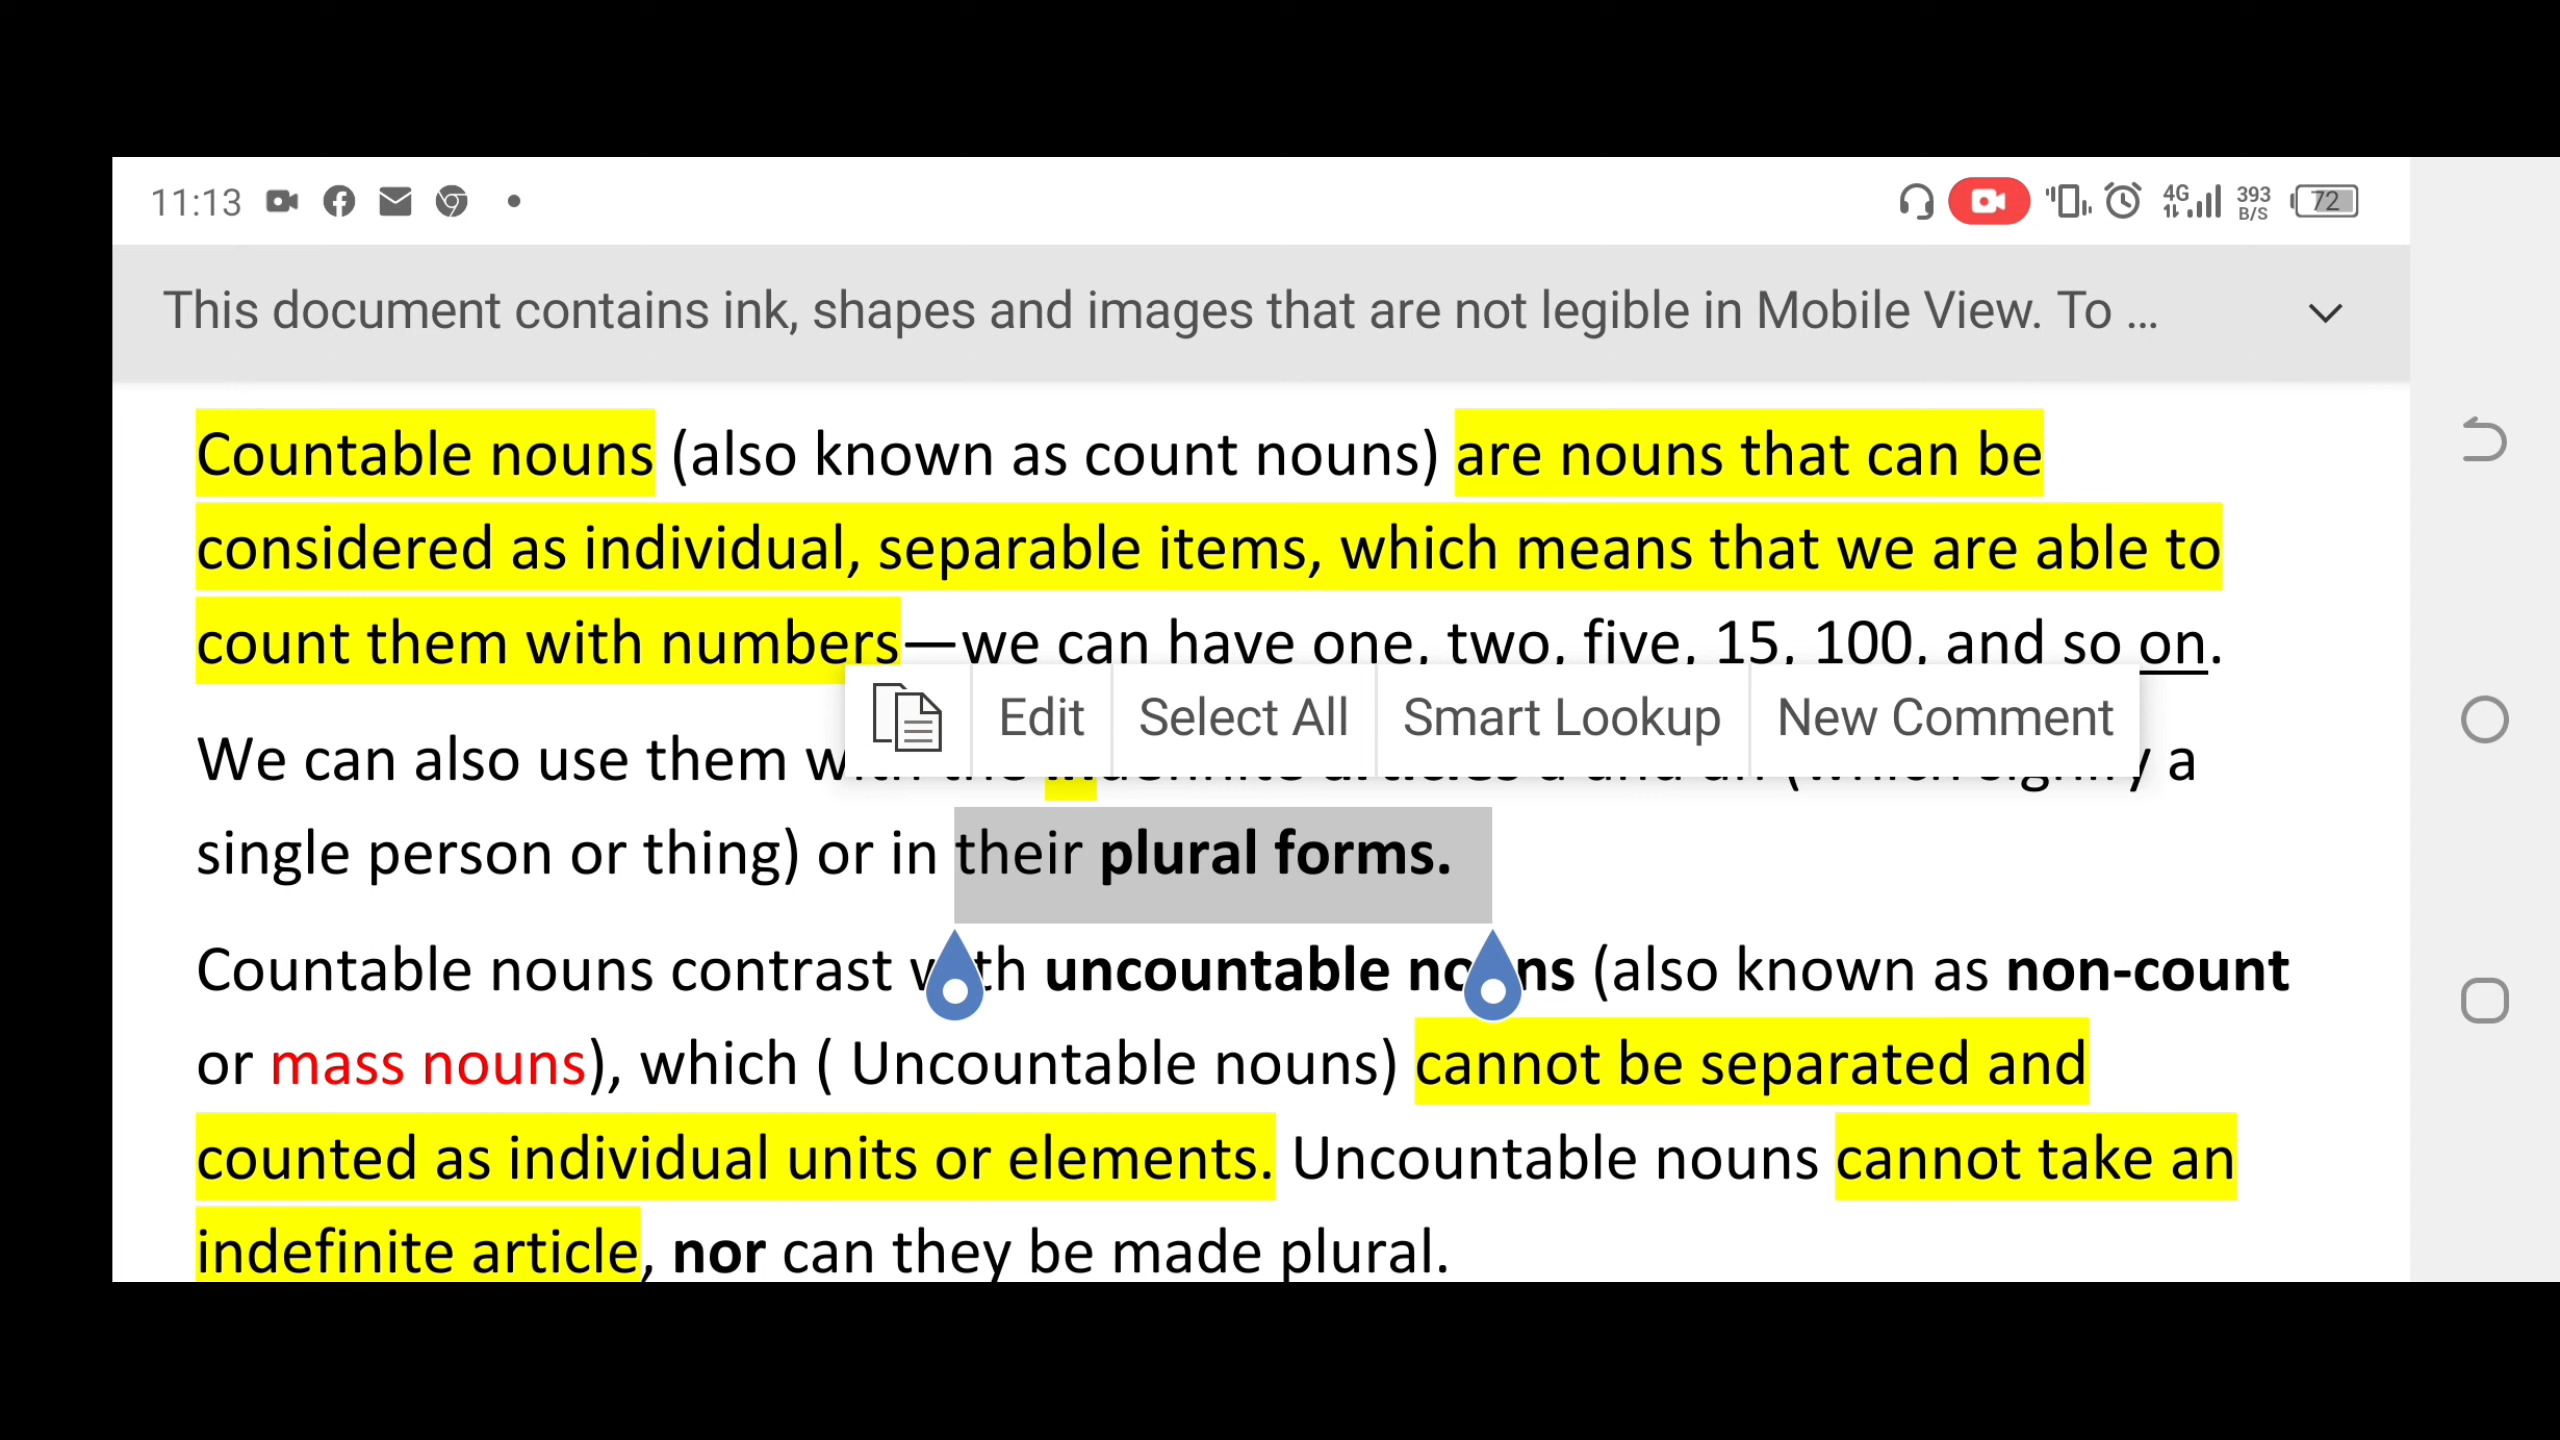 11:13 4G 393 B/S 72
This document contains ink, shapes and images that are not legible in Mobile View. To ...
Countable nouns (also known as count nouns) are nouns that can be
considered as individual, separable items, which means that we are able to
count them with numbers—we can have one, two, five, 15, 100, and so on.
Edit Select All Smart Lookup New Comment
We can also use them a
single person or thing) or in their plural forms.
Countable nouns contrast with uncountable nouns (also known as non-count
or mass nouns), which ( Uncountable nouns) cannot be separated and
counted as individual units or elements. Uncountable nouns cannot take an
indefinite article, nor can they be made plural.